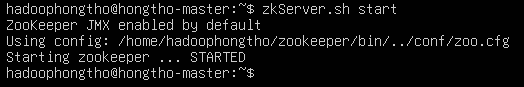 hadoophongtho@hongtho-master:~$ zkServer.sh start
ZooKeeper JMX enabled by default
Using config: /home/hadoophongtho/zookeeper/bin/../conf/zoo.cfg
Starting zookeeper ... STARTED
hadoophongtho@hongtho-master:~$